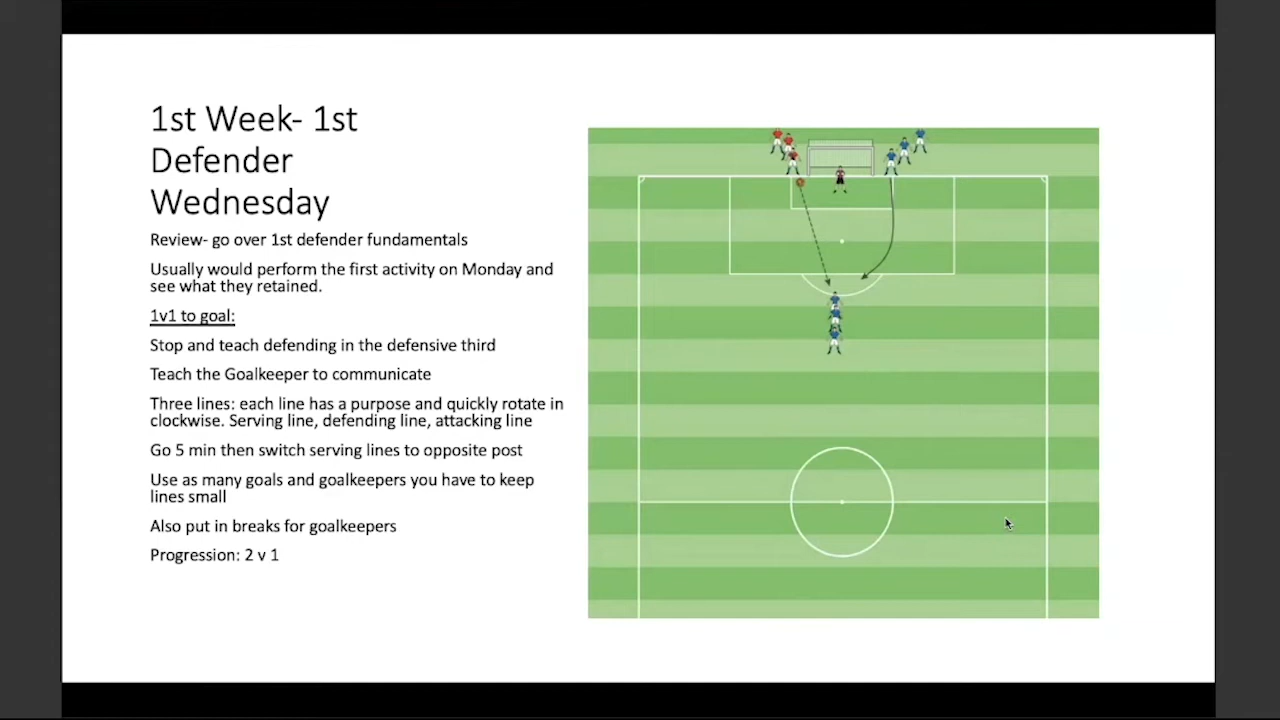 1st Week- 1st
Defender
Wednesday
Review- go over 1st defender fundamentals
Usually would perform the first activity on Monday and
see what they retained.
1v1 to goal:
Stop and teach defending in the defensive third
Teach the Goalkeeper to communicate
Three lines: each line has a purpose and quickly rotate in
clockwise. Serving line, defending line, attacking line
Go 5 min then switch serving lines to opposite post
Use as many goals and goalkeepers you have to keep
lines small
Also put in breaks for goalkeepers
Progression: 2 v 1